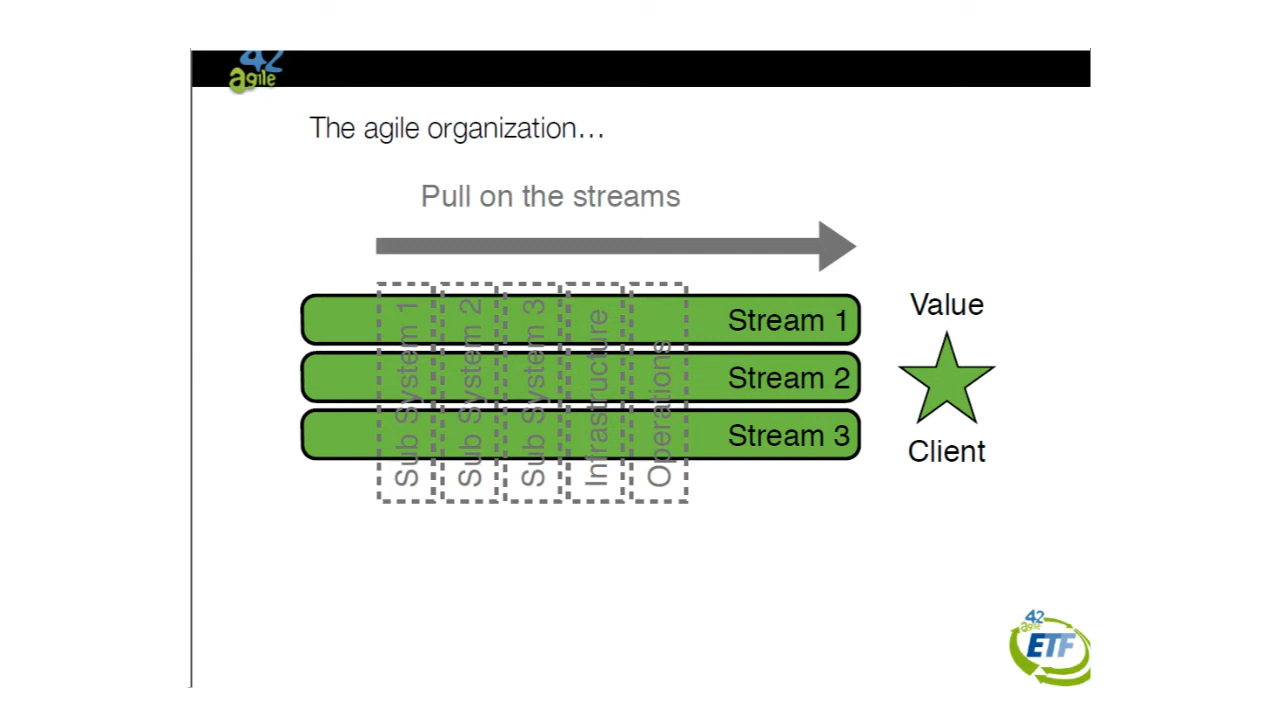 42
agile
The agile organization...
Pull on the streams
Sub System 1
Sub System 2
Sub System 3
Infrastructure
Operations
Stream 1
Stream 2
Stream 3
Value
Client
42
agile
ETF